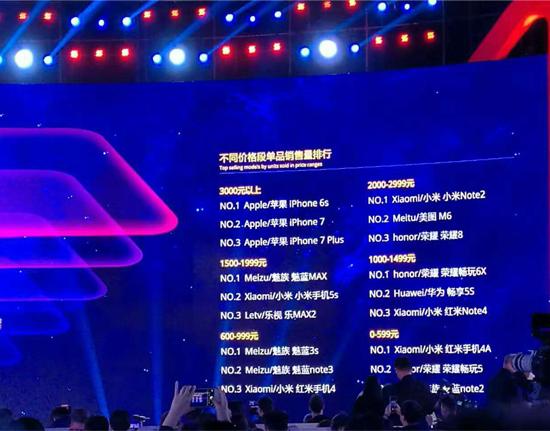 不同价格段单品销售量排行
Top selling models by units sold in price ranges
3000元以上
NO.1 Apple/苹果 iPhone 6s
NO.2 Apple/苹果 iPhone 7
NO.3 Apple/苹果 iPhone 7 Plus
2000-2999元
NO.1 Xiaomi/小米 小米Note2
NO.2 Meitu/美图 M6
NO.3 honor/荣耀 荣耀8
1500-1999元
NO.1 Meizu/魅族 魅蓝MAX
NO.2 Xiaomi/小米 小米手机5s
NO.3 Letv/乐视 乐MAX2
1000-1499元
NO.1 honor/荣耀 荣耀畅玩6X
NO.2 Huawei/华为 畅享5S
NO.3 Xiaomi/小米 红米Note4
600-999元
NO.1 Meizu/魅族 魅蓝3s
NO.2 Meizu/魅族 魅蓝note3
NO.3 Xiaomi/小米 红米手机4
0-599元
NO.1 Xiaomi/小米 红米手机4A
NO.2 honor/荣耀 荣耀畅玩5
蓝note2